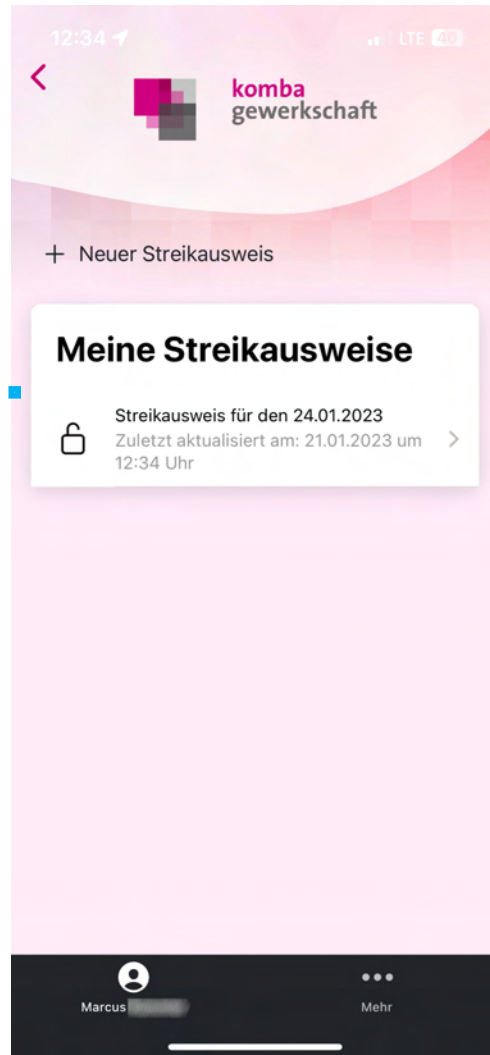 12:34
LTE 40
komba
gewerkschaft
+ Neuer Streikausweis
Meine Streikausweise
Streikausweis für den 24.01.2023
Zuletzt aktualisiert am: 21.01.2023 um
12:34 Uhr
Marcus
Mehr